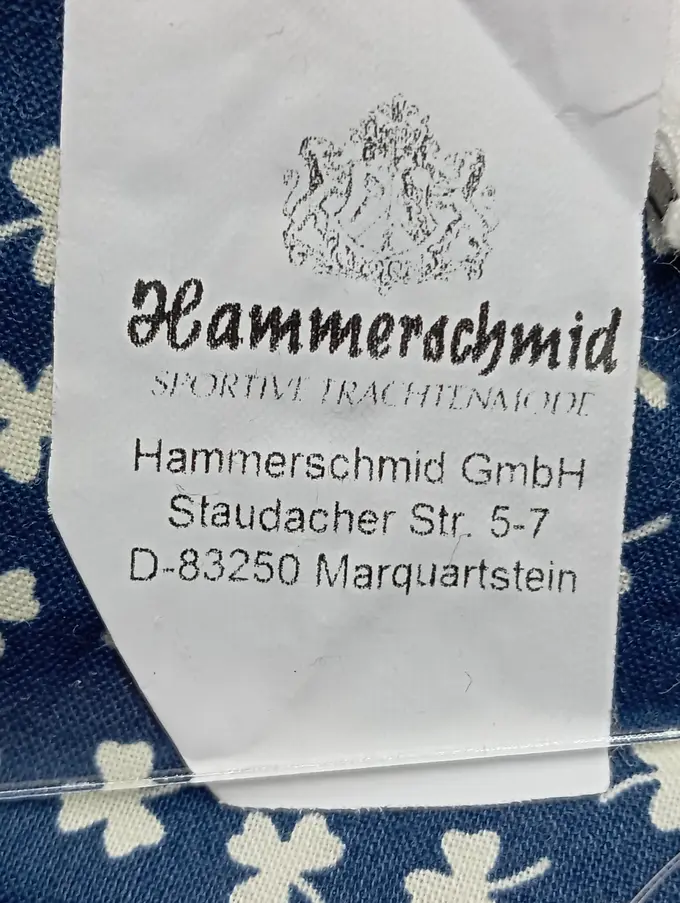 Hammerschmid
SPORTIVE TRACHTENMODE
Hammerschmid GmbH
Staudacher Str. 5-7
D-83250 Marquartstein